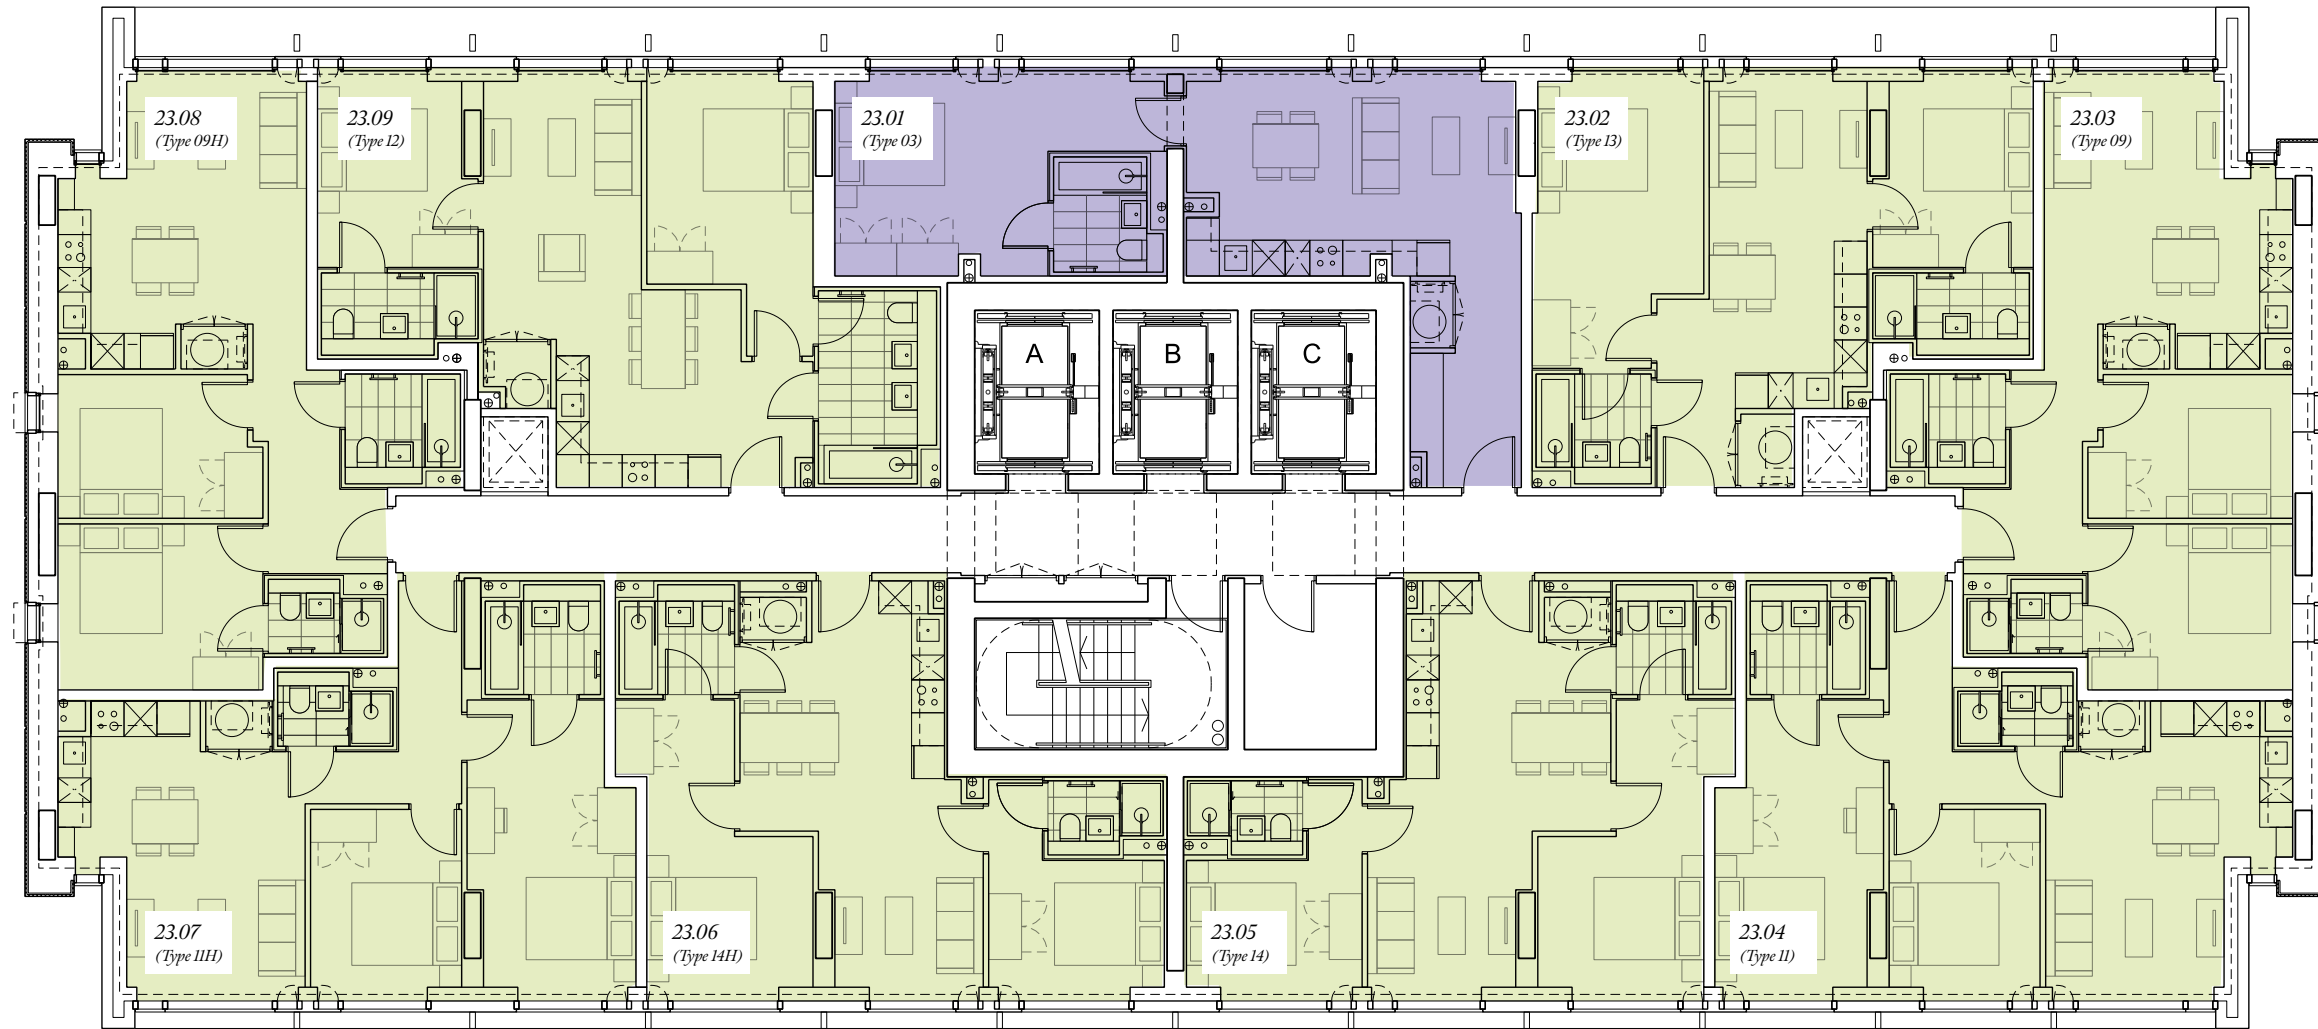 23.08
(Type 09H)
23.09
(Type 12)
23.01
(Type 03)
23.02
(Type 13)
23.03
(Type 09)
A
B
C
23.07
(Type 11H)
23.06
(Type 14H)
23.05
(Type 14)
23.04
(Type 11)